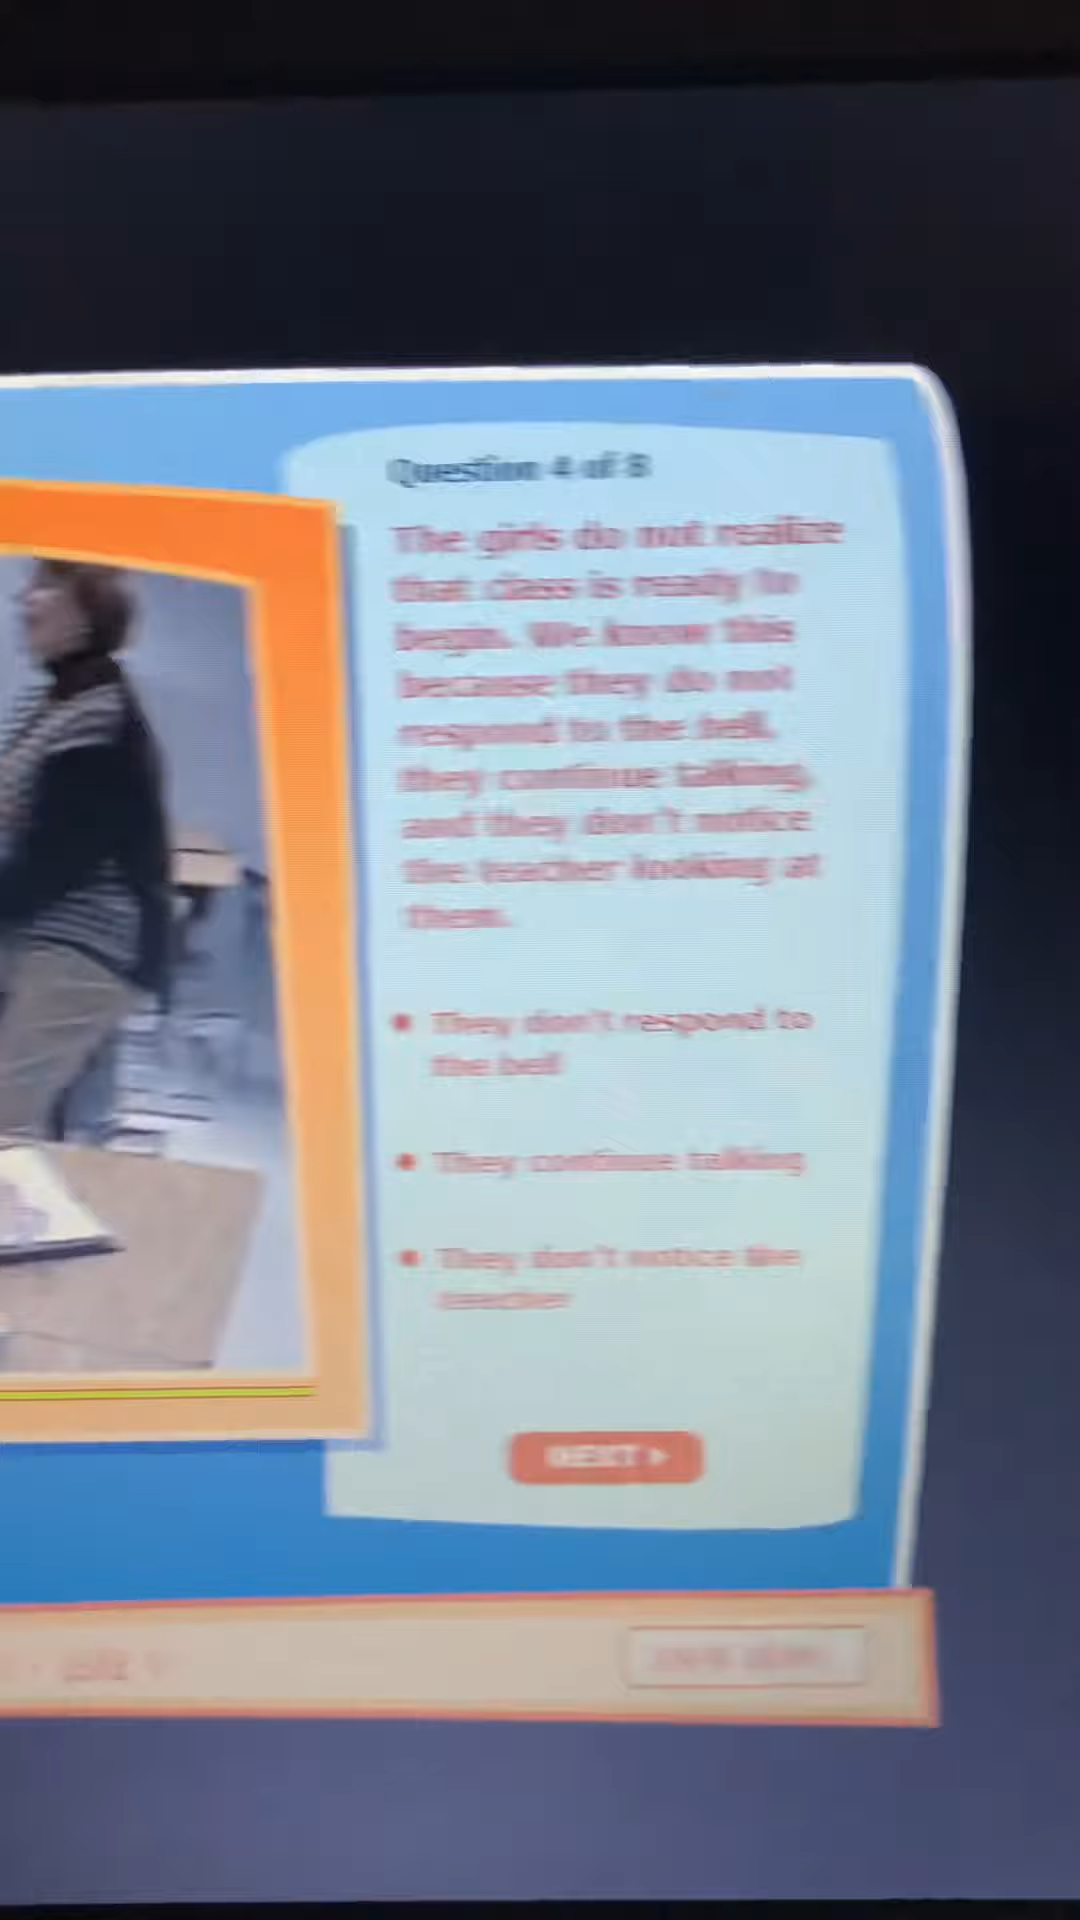 Question 4 of 8
The girls do not realize
that class is ready to
begin. We know this
because they do not
respond to the bell,
they continue talking,
and they don't notice
the teacher looking at
them.
• They don't respond to
the bell
• They continue talking
• They don't notice the
teacher
NEXT